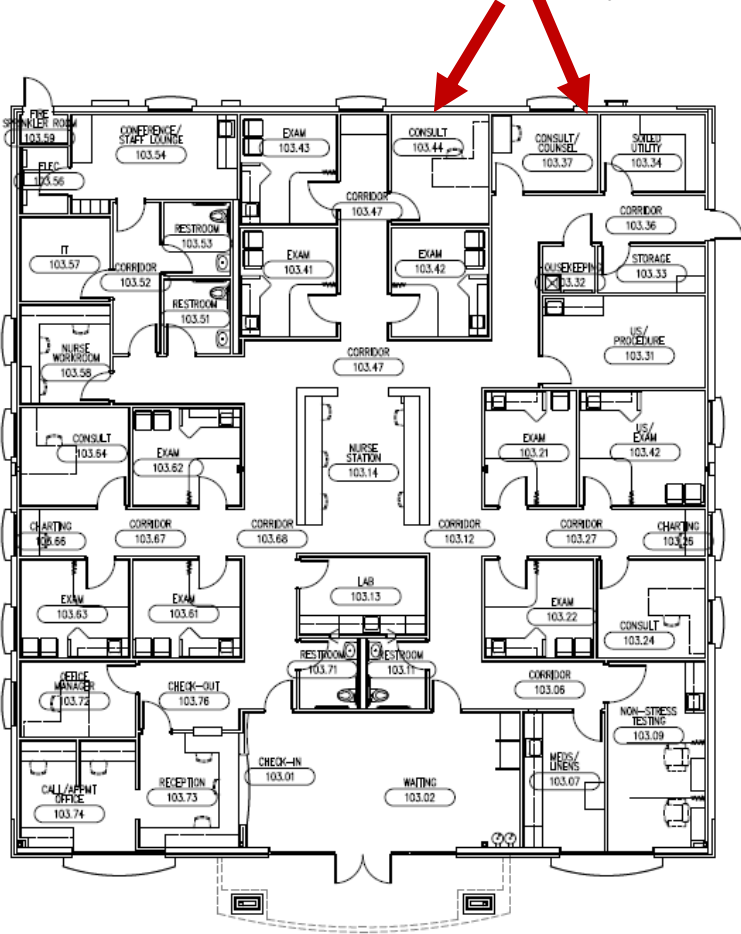 FIRE
SPRINKLER ROOM
103.59
CONFERENCE/
STAFF LOUNGE
103.54
EXAM
103.43
CONSULT
103.44
CONSULT/
COUNSEL
103.37
SOILED
UTILITY
103.34
ELEC
103.56
CORRIDOR
103.47
CORRIDOR
103.36
RESTROOM
103.53
IT
103.57
CORRIDOR
103.52
EXAM
103.41
EXAM
103.42
OUSEKEEPING
03.32
STORAGE
103.33
RESTROOM
103.51
NURSE
WORKROOM
103.58
CORRIDOR
103.47
US/
PROCEDURE
103.31
CONSULT
103.64
EXAM
103.62
NURSE
STATION
103.14
EXAM
103.21
US/
EXAM
103.42
CHARTING
103.66
CORRIDOR
103.67
CORRIDOR
103.68
CORRIDOR
103.12
CORRIDOR
103.27
CHARTING
103.26
EXAM
103.63
EXAM
103.61
LAB
103.13
EXAM
103.22
CONSULT
103.24
RESTROOM
103.71
RESTROOM
103.11
OFFICE
MANAGER
103.72
CHECK-OUT
103.76
CORRIDOR
103.06
NON-STRESS
TESTING
103.09
CHECK-IN
103.01
WAITING
103.02
MEDS/
LINENS
103.07
CALL/APPMT
OFFICE
103.74
RECEPTION
103.73